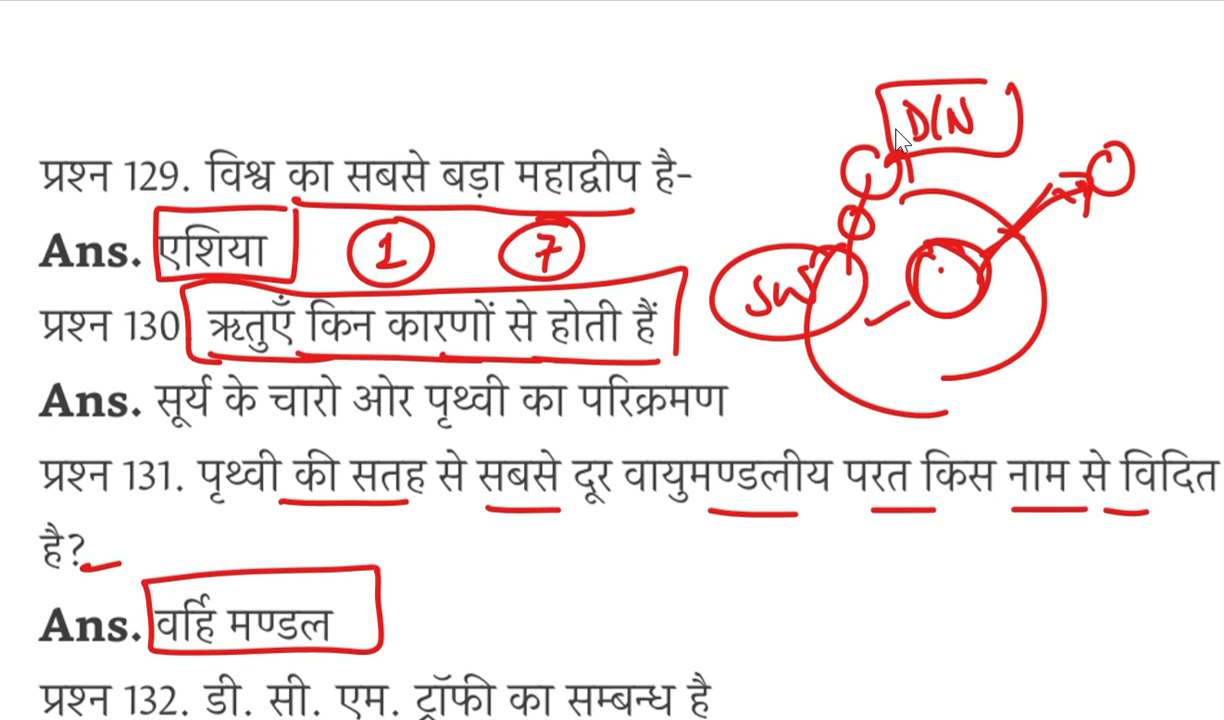 D/N
प्रश्न 129. विश्व का सबसे बड़ा महाद्वीप है-
Ans. एशिया 1 7
प्रश्न 130 ऋतुएँ किन कारणों से होती हैं
Ans. सूर्य के चारो ओर पृथ्वी का परिक्रमण
प्रश्न 131. पृथ्वी की सतह से सबसे दूर वायुमण्डलीय परत किस नाम से विदित
है?
Ans. वर्हि मण्डल
प्रश्न 132. डी. सी. एम. ट्रॉफी का सम्बन्ध है